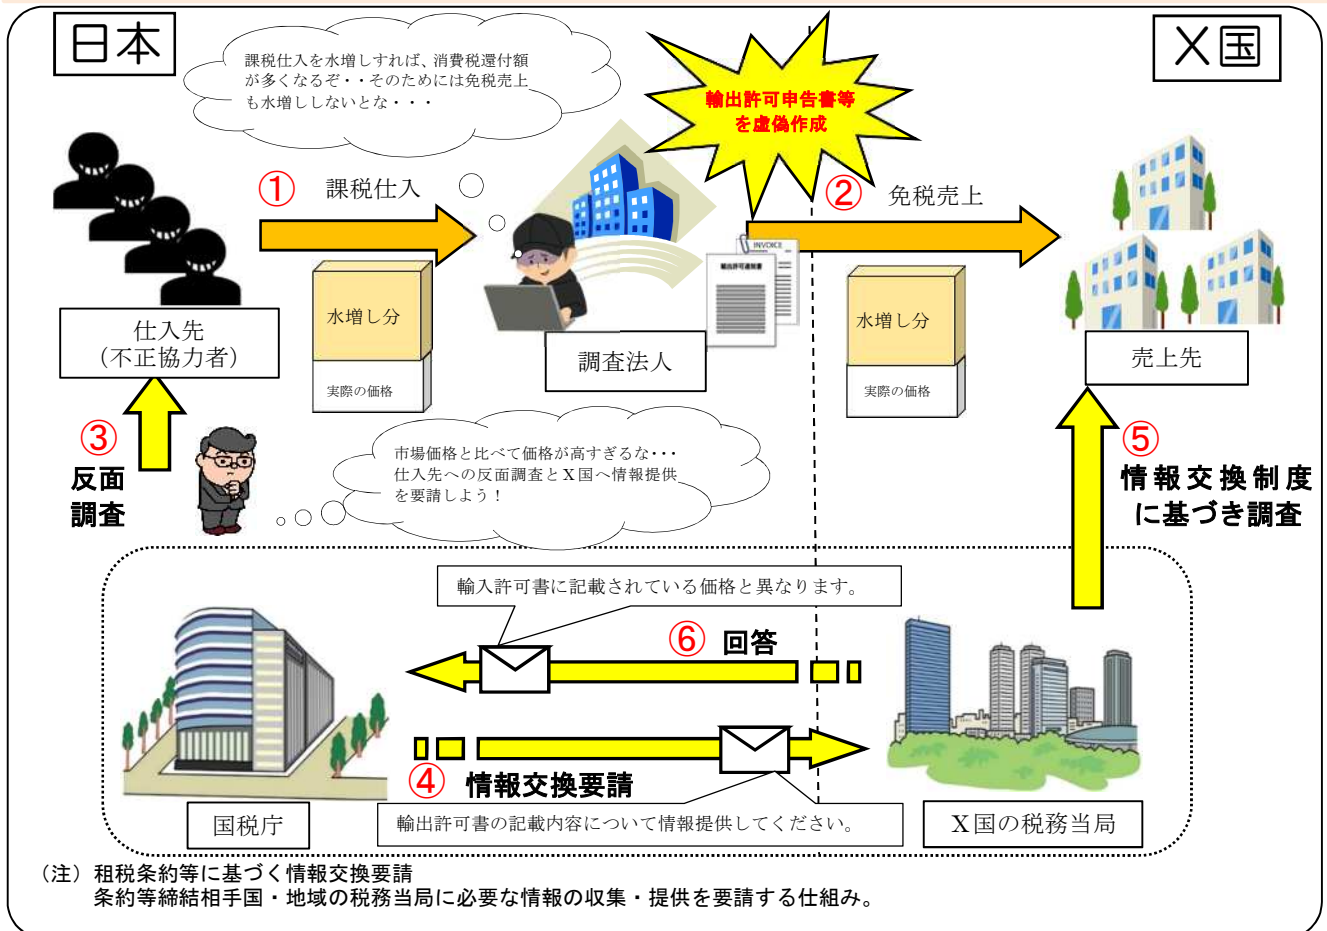 日本
X国
課税仕入を水増しすれば、消費税還付額
が多くなるぞ・・そのためには免税売上
も水増ししないとな・・・
輸出許可申告書等
を虚偽作成
① 課税仕入
② 免税売上
INVOICE
輸出許可通知書
水増し分
実際の価格
水増し分
実際の価格
仕入先
(不正協力者)
調査法人
売上先
③
反面
調査
市場価格と比べて価格が高すぎるな・・・
仕入先への反面調査とX国へ情報提供
を要請しよう！
⑤
情報交換制度
に基づき調査
輸入許可書に記載されている価格と異なります。
⑥ 回答
④ 情報交換要請
輸出許可書の記載内容について情報提供してください。
国税庁
X国の税務当局
(注) 租税条約等に基づく情報交換要請
条約等締結相手国・地域の税務当局に必要な情報の収集・提供を要請する仕組み。